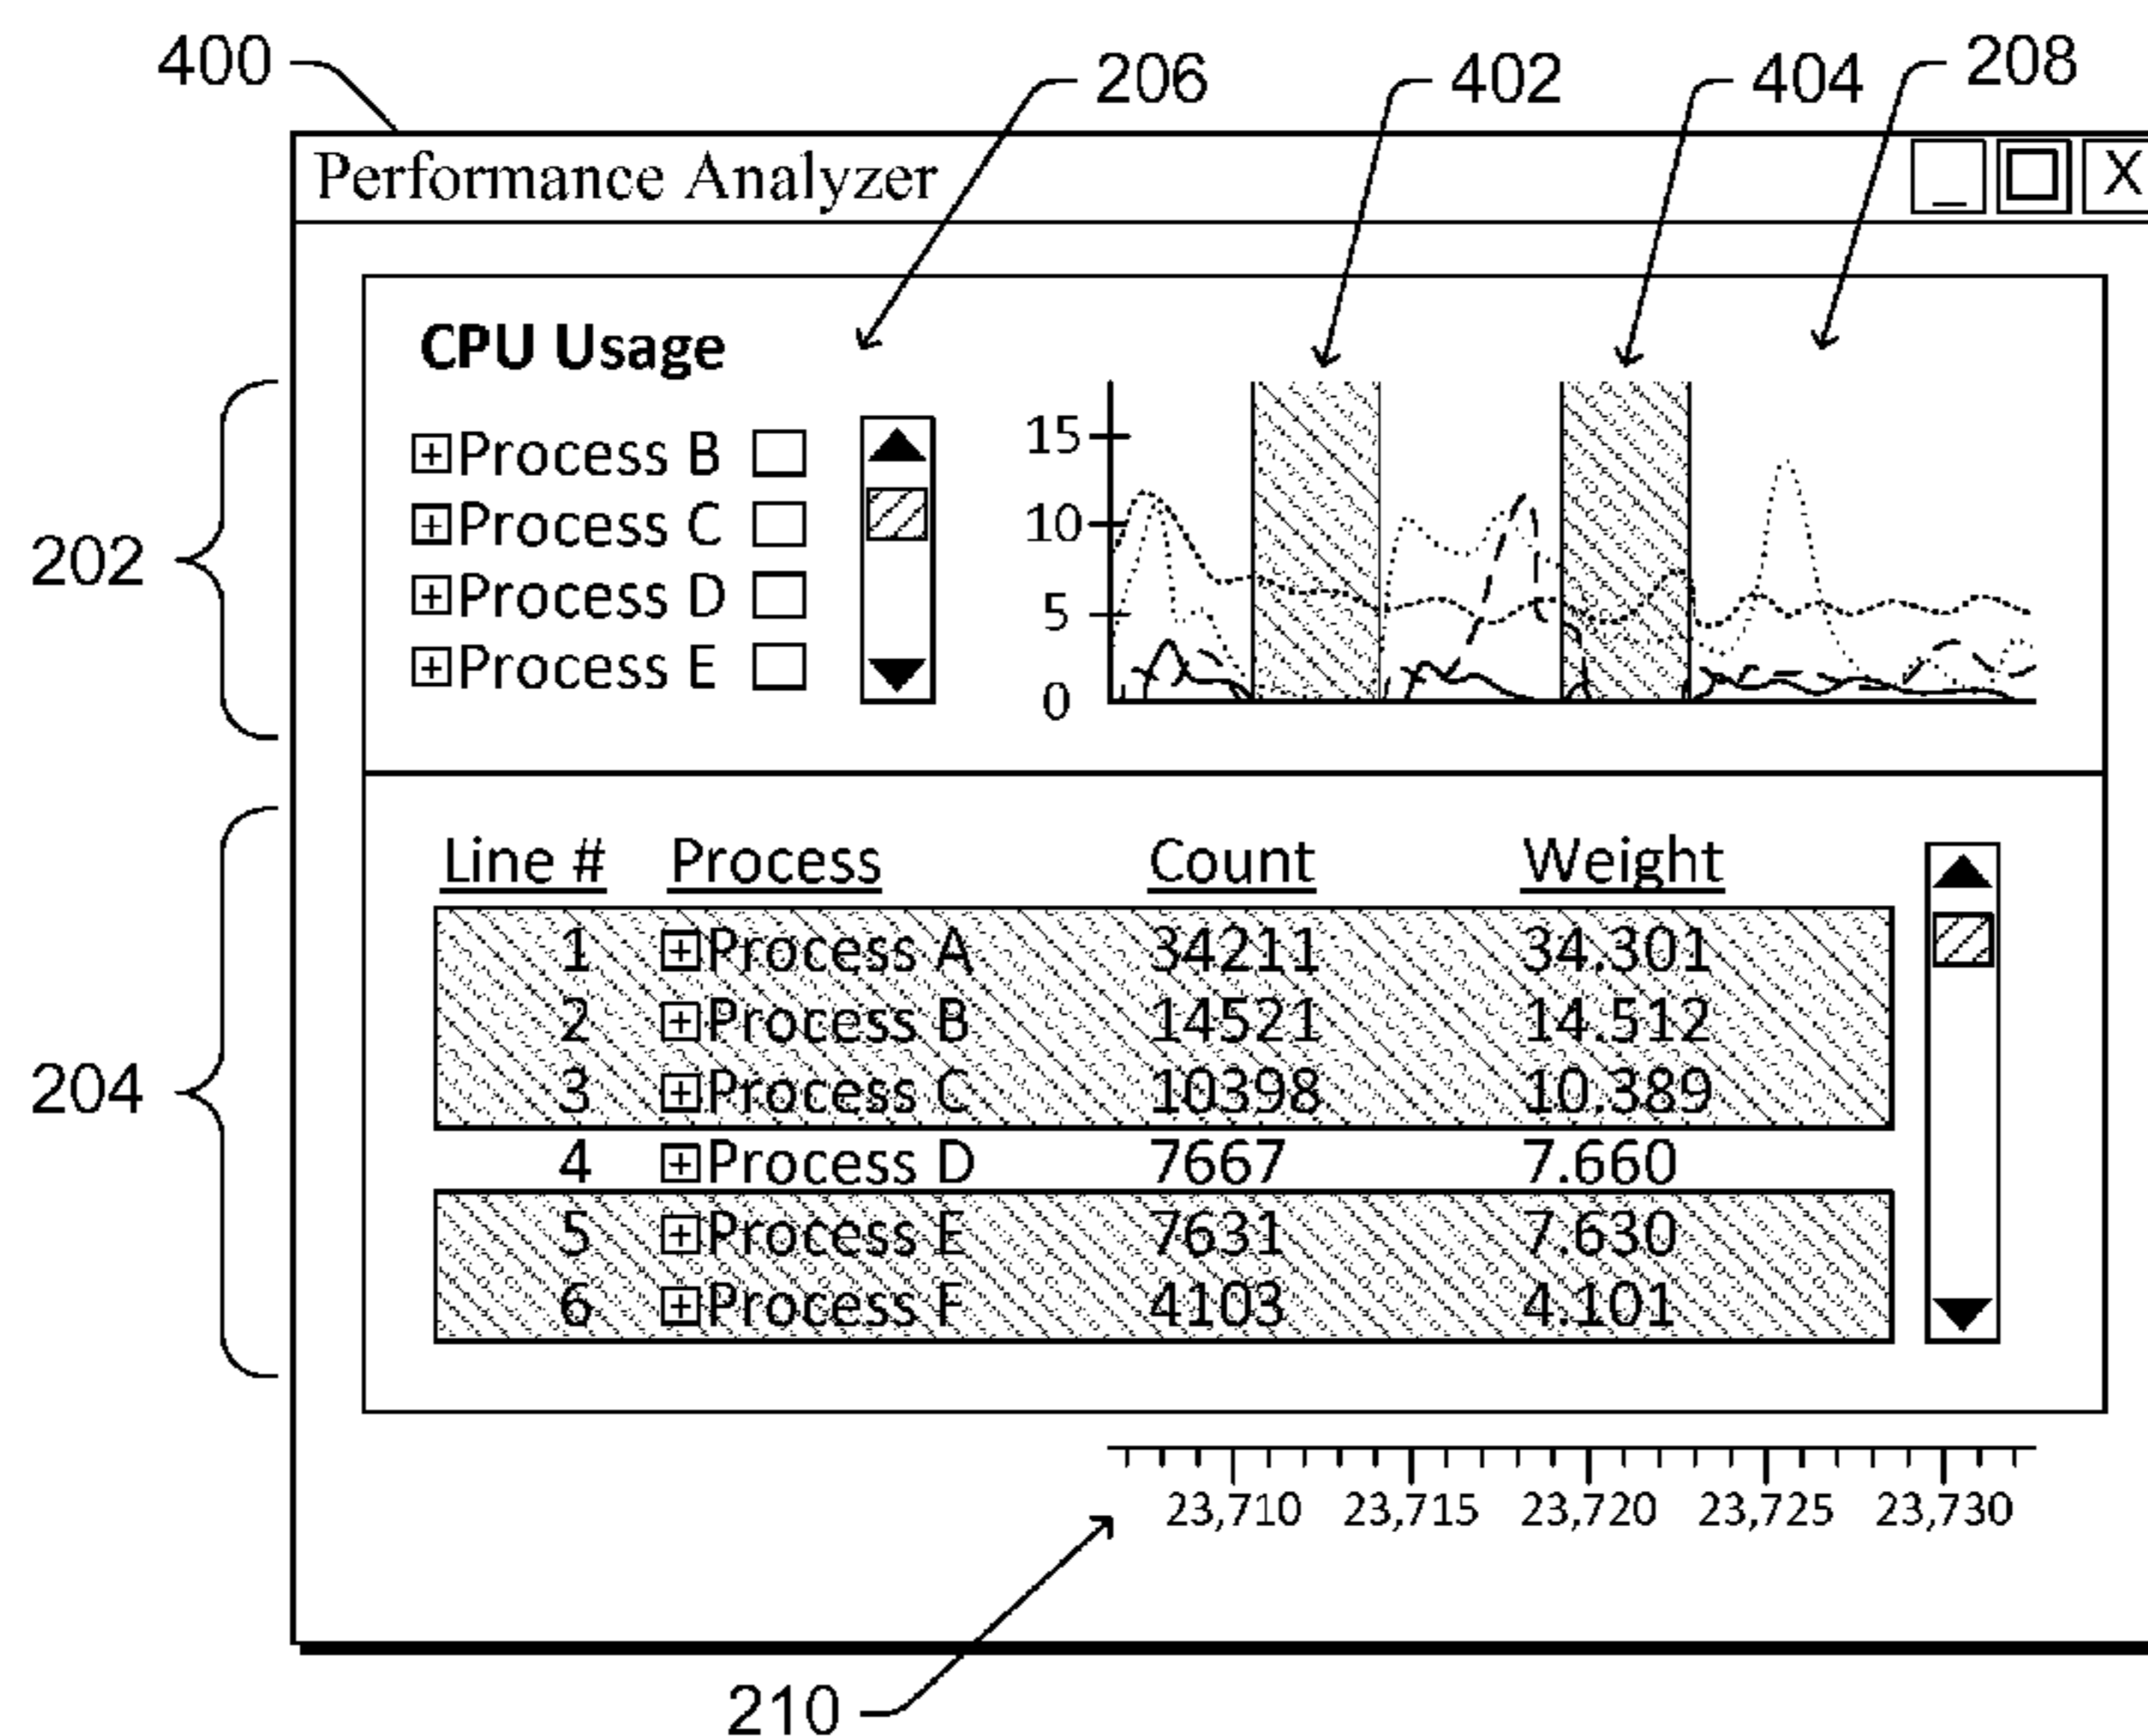 400 206 402 404 208
Performance Analyzer _ X
CPU Usage
Process B
Process C
Process D
Process E
15
10
5
0
202
Line # Process Count Weight
1 Process A 34211 34.301
2 Process B 14521 14.512
3 Process C 10398 10.389
4 Process D 7667 7.660
5 Process E 7631 7.630
6 Process F 4103 4.101
204
23,710 23,715 23,720 23,725 23,730
210